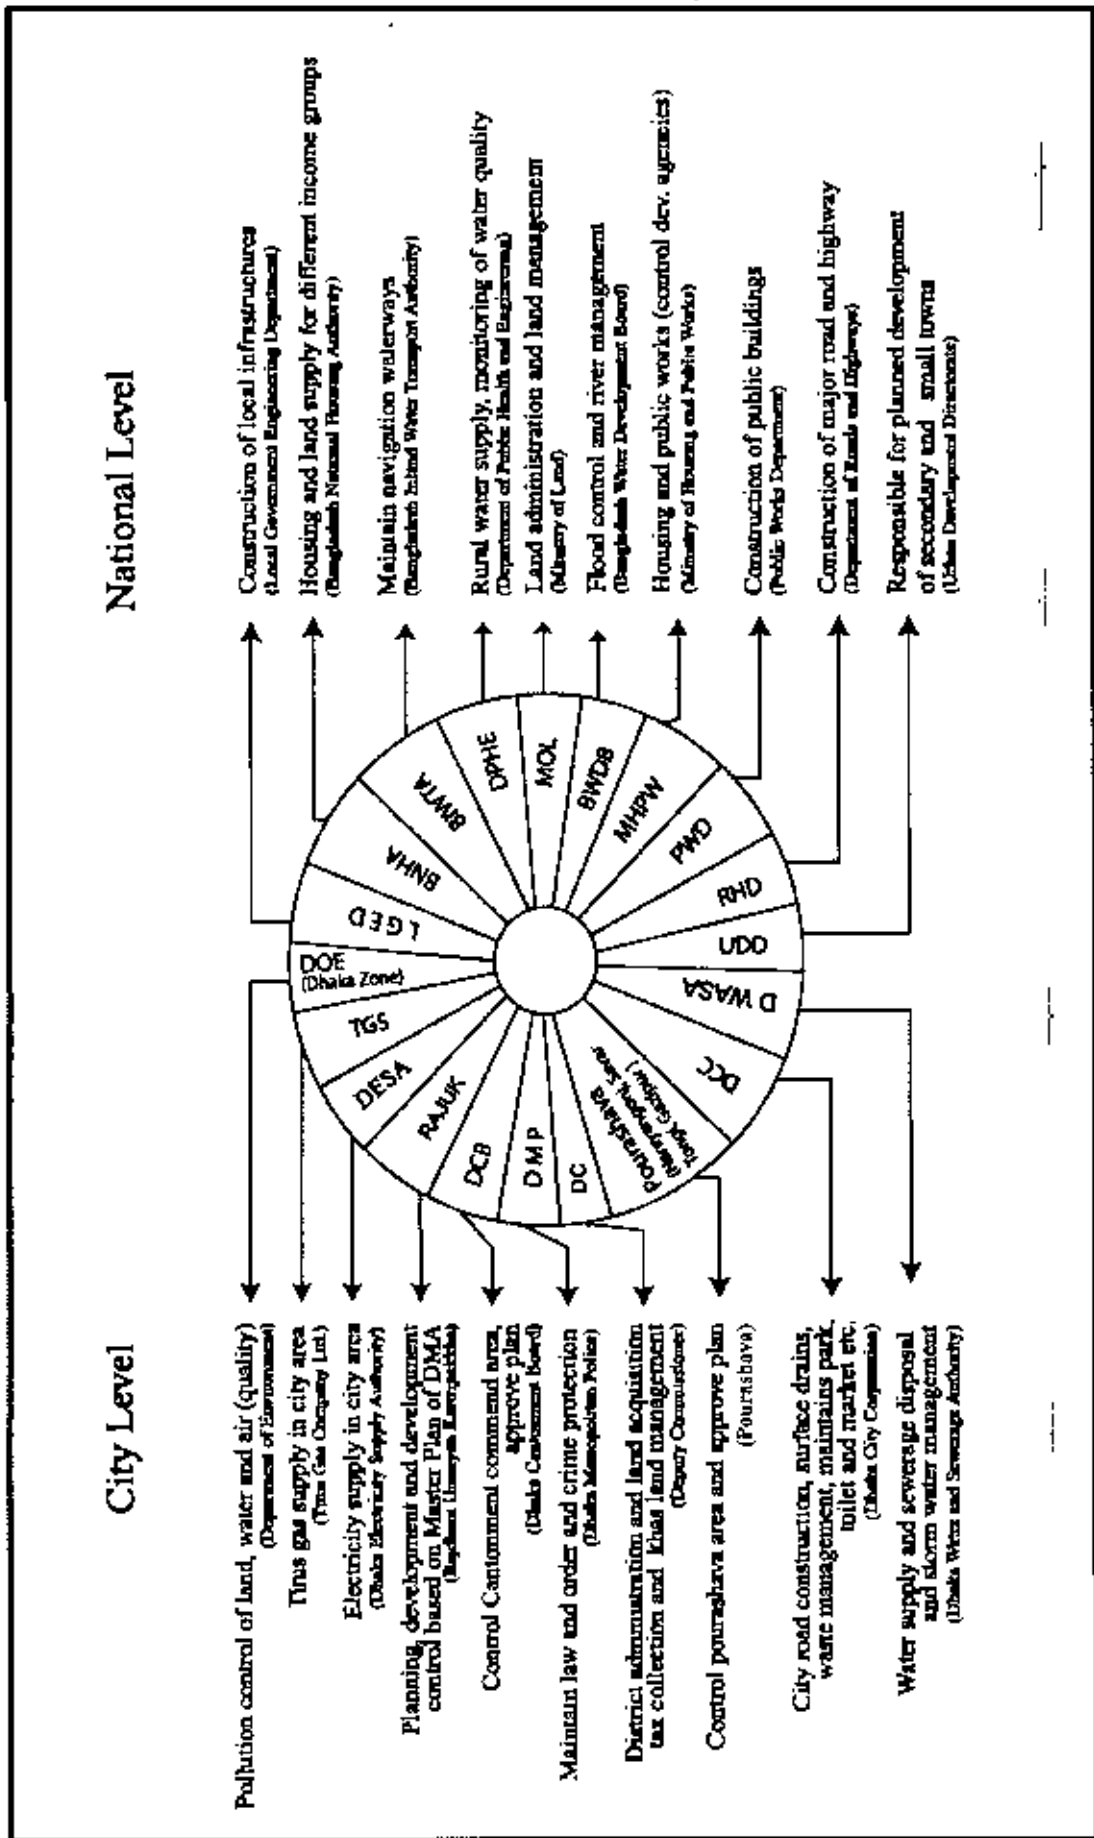 City Level
Pollution control of land, water and air (quality)
(Department of Environment)
Titus gas supply in city area
(Titus Gas Company Ltd.)
Electricity supply in city area
(Dhaka Electricity Supply Authority)
Planning, development and development
control based on Master Plan of DMA
Control Cantonment commend area,
approve plan
(Dhaka Cantonment Board)
Maintain law and order and crime protection
(Dhaka Metropolitan Police)
District administration and land acquisition
tax collection and khas land management
(Deputy Commissioner)
Control pourashava area and approve plan
(Pourashava)
City road construction, surface drains,
waste management, maintains park,
toilet and market etc.
(Dhaka City Corporation)
Water supply and sewerage disposal
and storm water management
(Dhaka Water and Sewerage Authority)
DOE
(Dhaka Zone)
TGS
DESA
RAJUK
DCB
DMP
DC
Pourashava
(Narayangonj, Savar
Tongi, Gazipur)
DCC
DWASA
LGED
BNHA
BIWTA
DPHE
MOL
BWDB
MHPW
PWD
RHD
UDD
National Level
Construction of local infrastructures
(Local Government Engineering Department)
Housing and land supply for different income groups
(Bangladesh National Housing Authority)
Maintain navigation waterways
(Bangladesh Inland Water Transport Authority)
Rural water supply, monitoring of water quality
(Department of Public Health and Engineering)
Land administration and land management
(Ministry of Land)
Flood control and river management
(Bangladesh Water Development Board)
Housing and public works (control dev. agencies)
(Ministry of Housing and Public Works)
Construction of public buildings
(Public Works Department)
Construction of major road and highway
(Department of Roads and Highways)
Responsible for planned development
of secondary and small towns
(Urban Development Directorate)